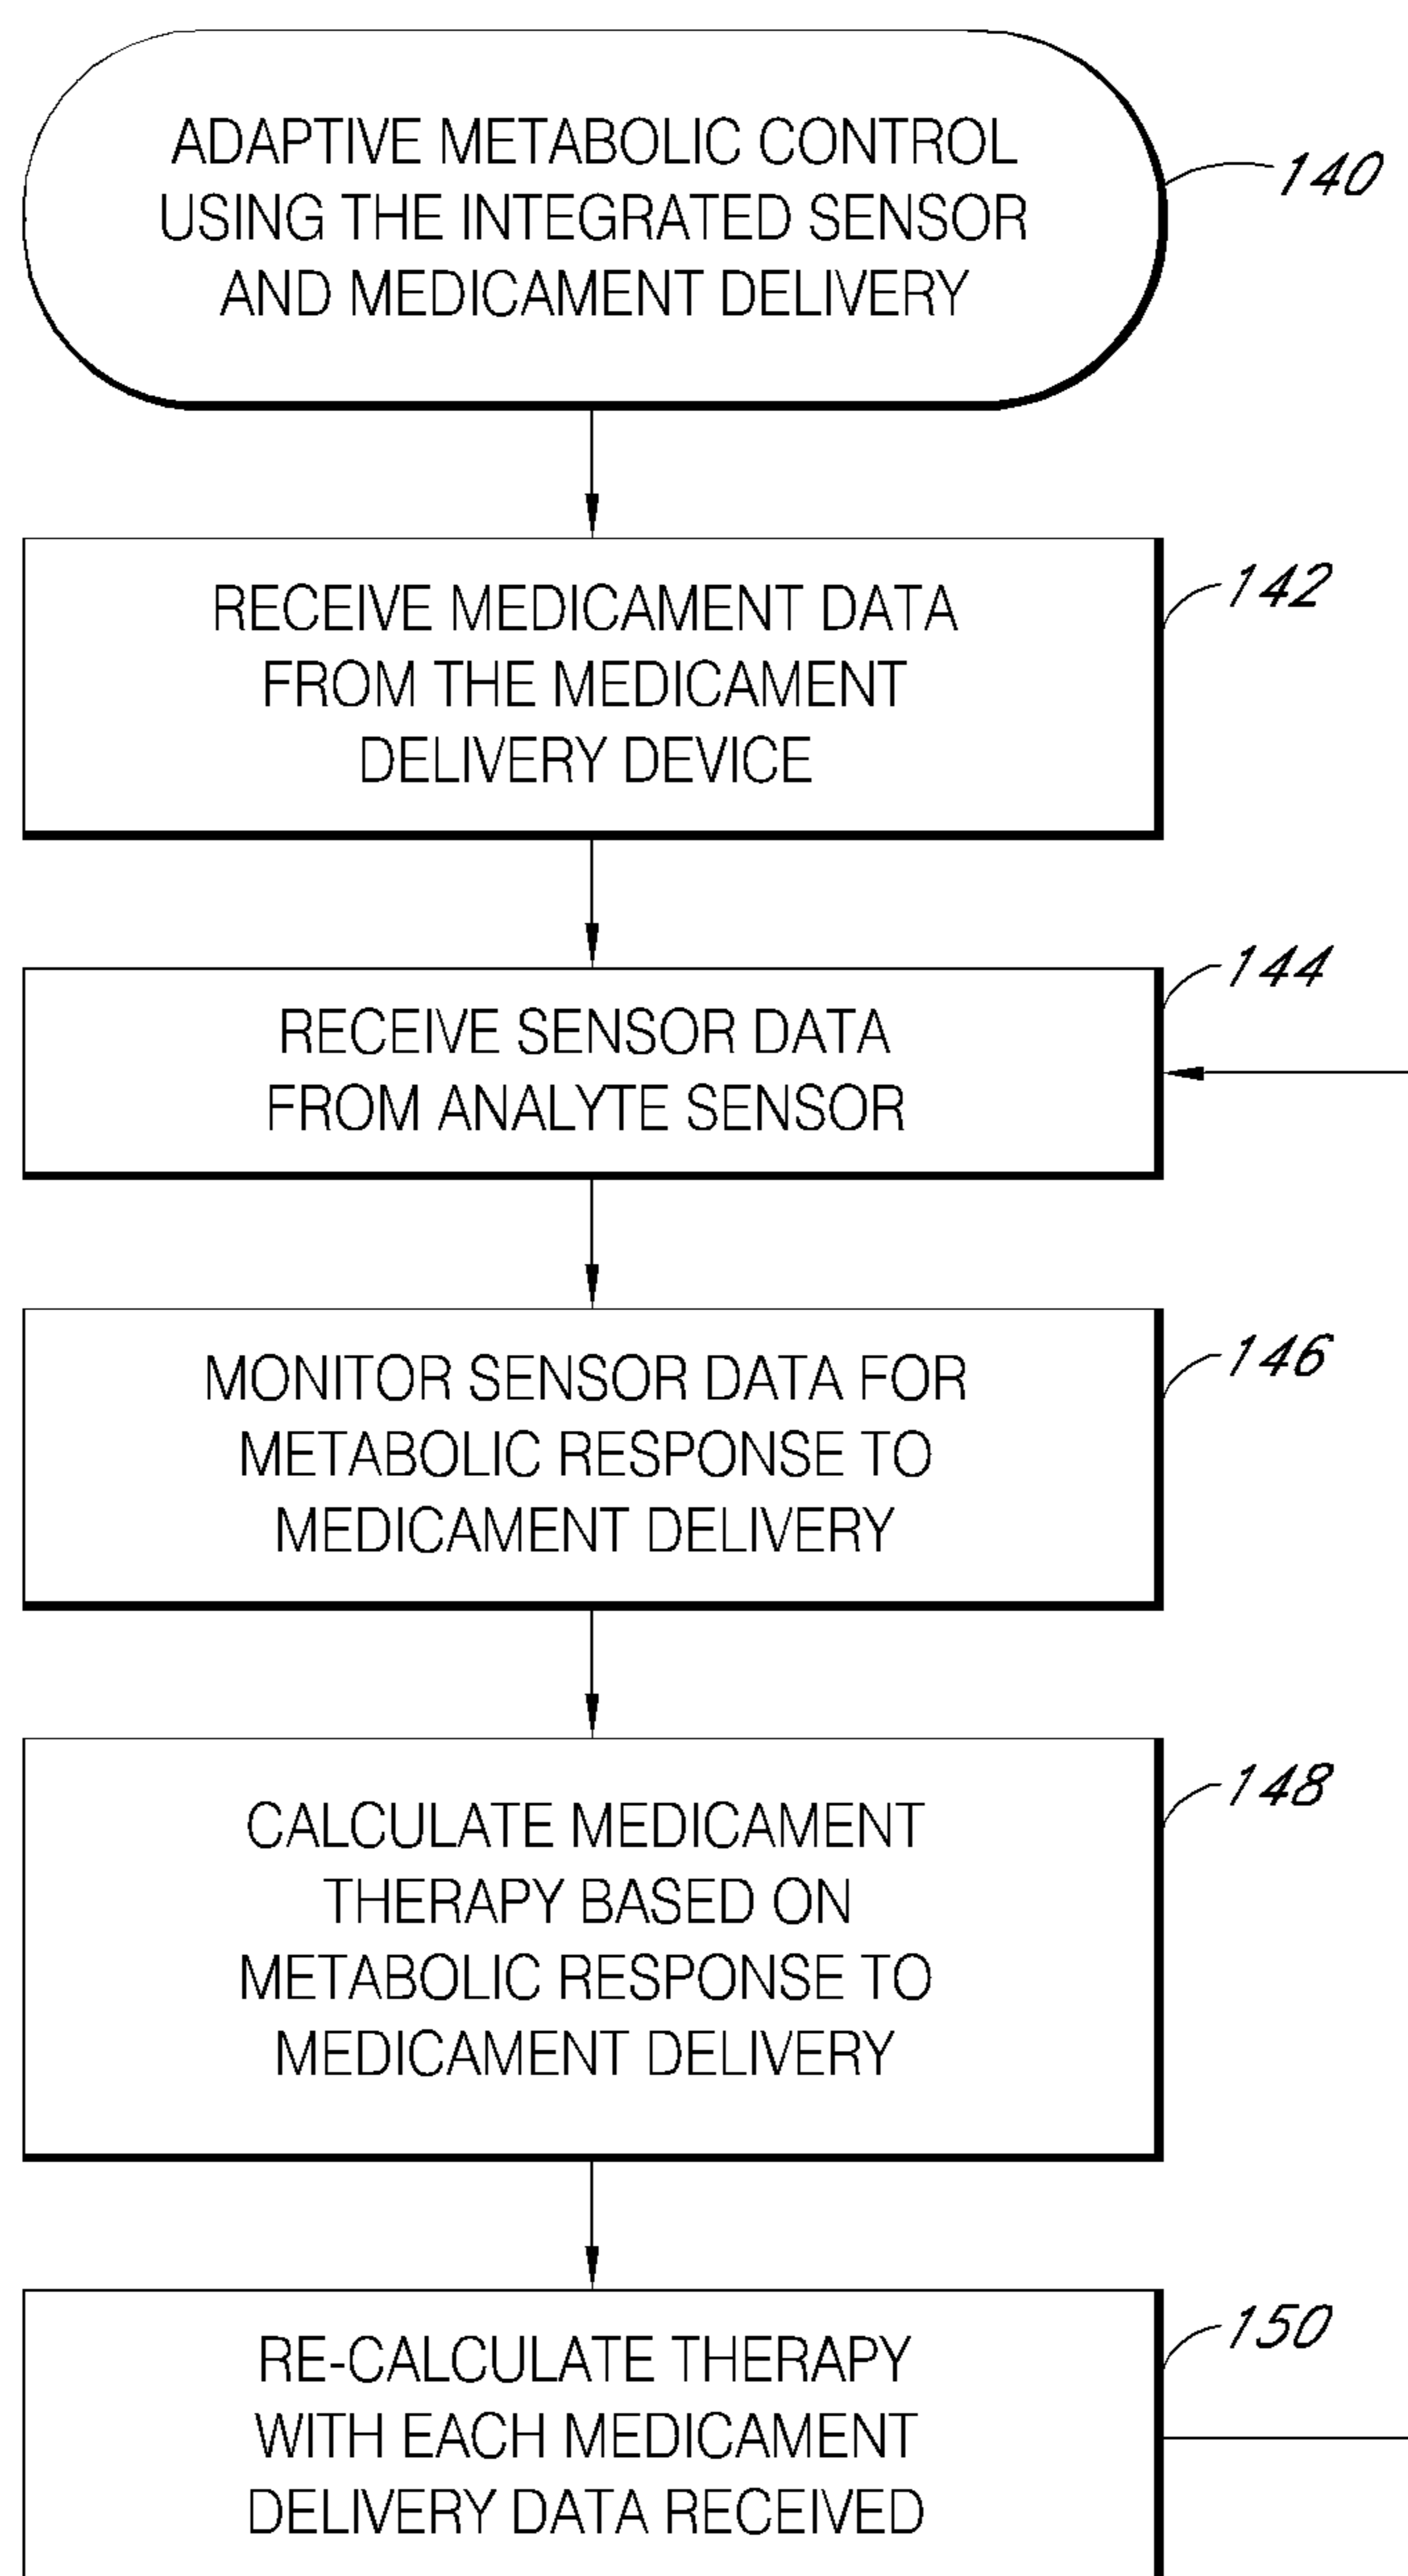 ADAPTIVE METABOLIC CONTROL
USING THE INTEGRATED SENSOR
AND MEDICAMENT DELIVERY
140
RECEIVE MEDICAMENT DATA
FROM THE MEDICAMENT
DELIVERY DEVICE
142
RECEIVE SENSOR DATA
FROM ANALYTE SENSOR
144
MONITOR SENSOR DATA FOR
METABOLIC RESPONSE TO
MEDICAMENT DELIVERY
146
CALCULATE MEDICAMENT
THERAPY BASED ON
METABOLIC RESPONSE TO
MEDICAMENT DELIVERY
148
RE-CALCULATE THERAPY
WITH EACH MEDICAMENT
DELIVERY DATA RECEIVED
150